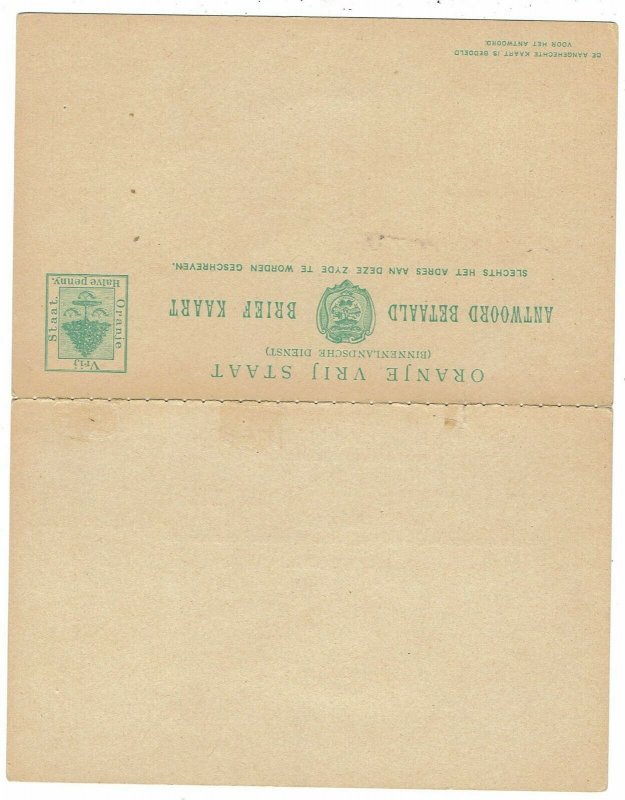 ORANJE VRIJ STAAT
(BINNENLANDSCHE DIENST)
ANTWOORD BETAALD BRIEF KAART
SLECHTS HET ADRES AAN DEZE ZYDE TE WORDEN GESCHREVEN.
Oranje
Vrij
Staat
Halve penny.
DE AANGEHECHTE KAART IS BEDOELD
VOOR HET ANTWOORD.